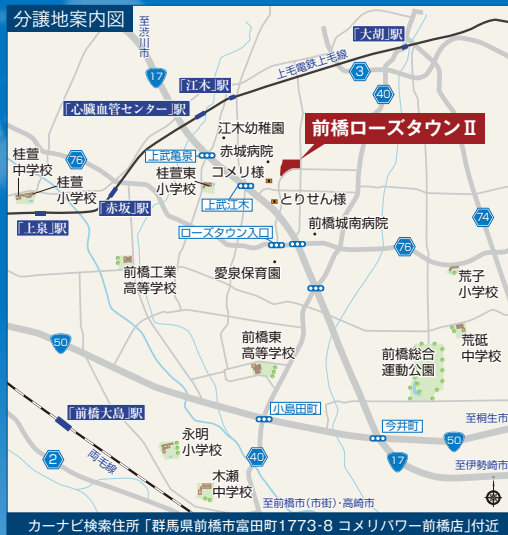 分譲地案内図
至渋川市
17
「大胡」駅
上毛電鉄上毛線
3
「江木」駅
40
「心臓血管センター」駅
江木幼稚園
前橋ローズタウンⅡ
赤城病院
上武亀泉
コメリ様
桂萱
中学校
76
桂萱東
小学校
桂萱
小学校
上武江木
とりせん様
「赤坂」駅
「上泉」駅
前橋城南病院
74
ローズタウン入口
76
前橋工業
高等学校
愛泉保育園
荒子
小学校
50
前橋東
高等学校
前橋総合
運動公園
荒砥
中学校
「前橋大島」駅
小島田町
至桐生市
今井町
永明
小学校
50
2
両毛線
40
17
至伊勢崎市
木瀬
中学校
至前橋市(市街)・高崎市
カーナビ検索住所「群馬県前橋市富田町1773-8 コメリパワー前橋店」付近